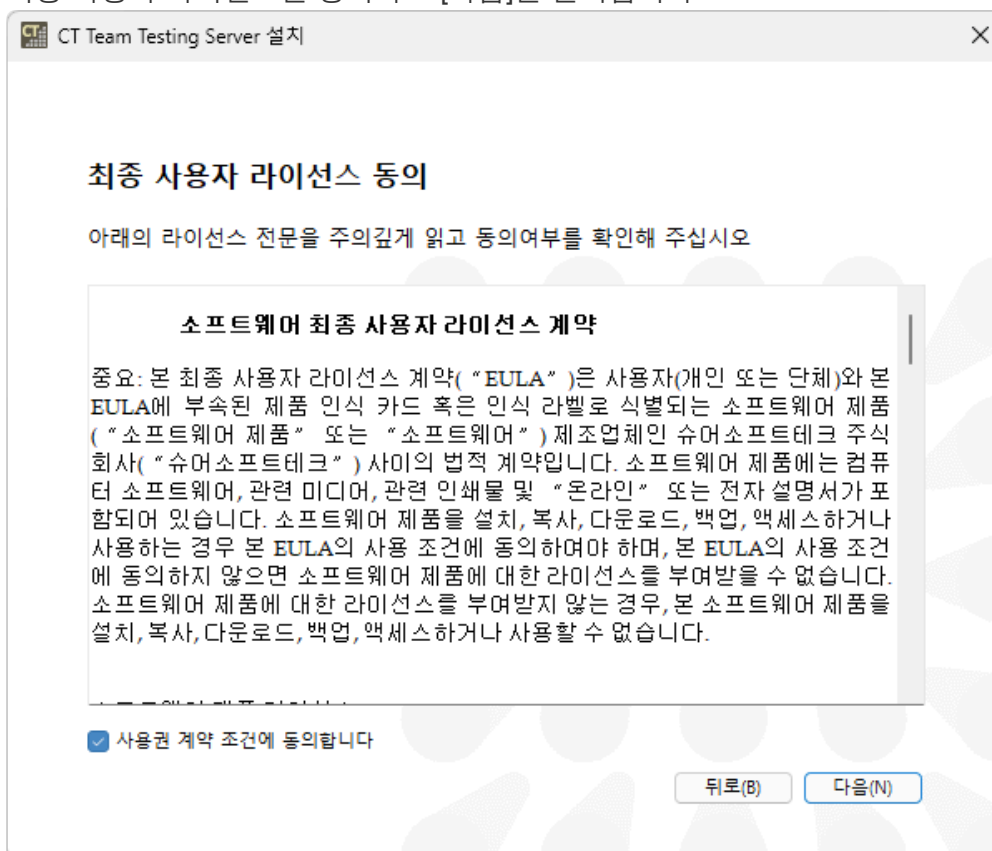 CT Team Testing Server 설치
최종 사용자 라이선스 동의
아래의 라이선스 전문을 주의깊게 읽고 동의여부를 확인해 주십시오
소프트웨어 최종 사용자 라이선스 계약
중요: 본 최종 사용자 라이선스 계약( “EULA” )은 사용자(개인 또는 단체)와 본
EULA에 부속된 제품 인식 카드 혹은 인식 라벨로 식별되는 소프트웨어 제품
( “소프트웨어 제품” 또는 “소프트웨어” ) 제조업체인 슈어소프트테크 주식
회사( “슈어소프트테크” ) 사이의 법적 계약입니다. 소프트웨어 제품에는 컴퓨
터 소프트웨어, 관련 미디어, 관련 인쇄물 및 “온라인” 또는 전자 설명서가 포
함되어 있습니다. 소프트웨어 제품을 설치, 복사, 다운로드, 백업, 액세스하거나
사용하는 경우 본 EULA의 사용 조건에 동의하여야 하며, 본 EULA의 사용 조건
에 동의하지 않으면 소프트웨어 제품에 대한 라이선스를 부여받을 수 없습니다.
소프트웨어 제품에 대한 라이선스를 부여받지 않는 경우, 본 소프트웨어 제품을
설치, 복사, 다운로드, 백업, 액세스하거나 사용할 수 없습니다.
사용권 계약 조건에 동의합니다
뒤로(B)
다음(N)